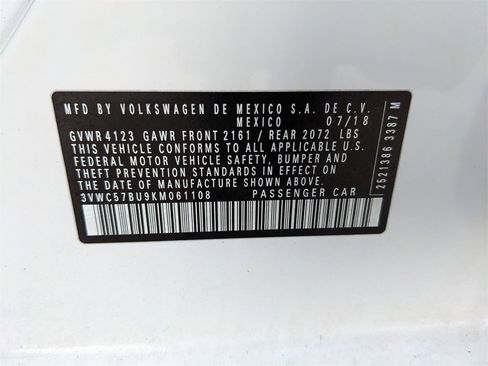 MFD BY VOLKSWAGEN DE MEXICO S.A. DE C.V.
MEXICO 07/18
GVWR 4123 GAWR FRONT 2161 / REAR 2072 LBS
THIS VEHICLE CONFORMS TO ALL APPLICABLE U.S.
FEDERAL MOTOR VEHICLE SAFETY, BUMPER AND
THEFT PREVENTION STANDARDS IN EFFECT ON
THE DATE OF MANUFACTURE SHOWN ABOVE.
3VWC57BU9KM061108 PASSENGER CAR
2621386 3387 M